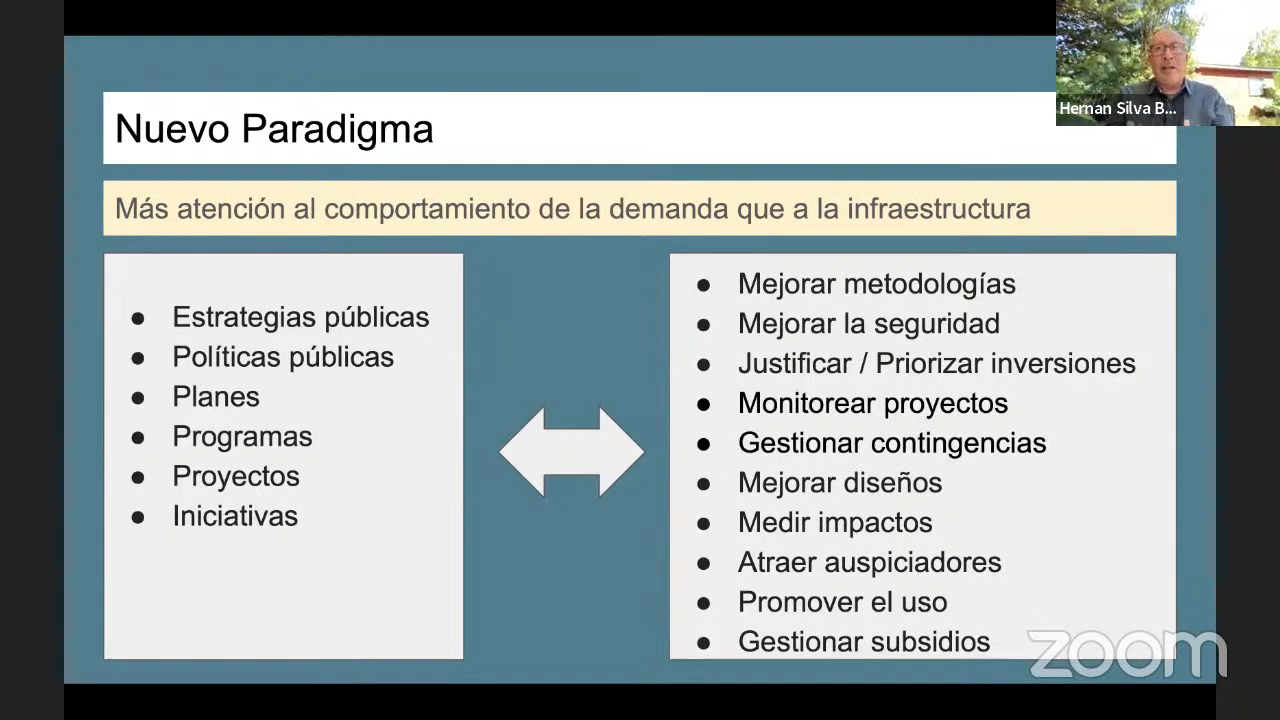 Nuevo Paradigma
Hernan Silva B...
Más atención al comportamiento de la demanda que a la infraestructura
● Estrategias públicas
● Políticas públicas
● Planes
● Programas
● Proyectos
● Iniciativas
● Mejorar metodologías
● Mejorar la seguridad
● Justificar / Priorizar inversiones
● Monitorear proyectos
● Gestionar contingencias
● Mejorar diseños
● Medir impactos
● Atraer auspiciadores
● Promover el uso
● Gestionar subsidios
zoom